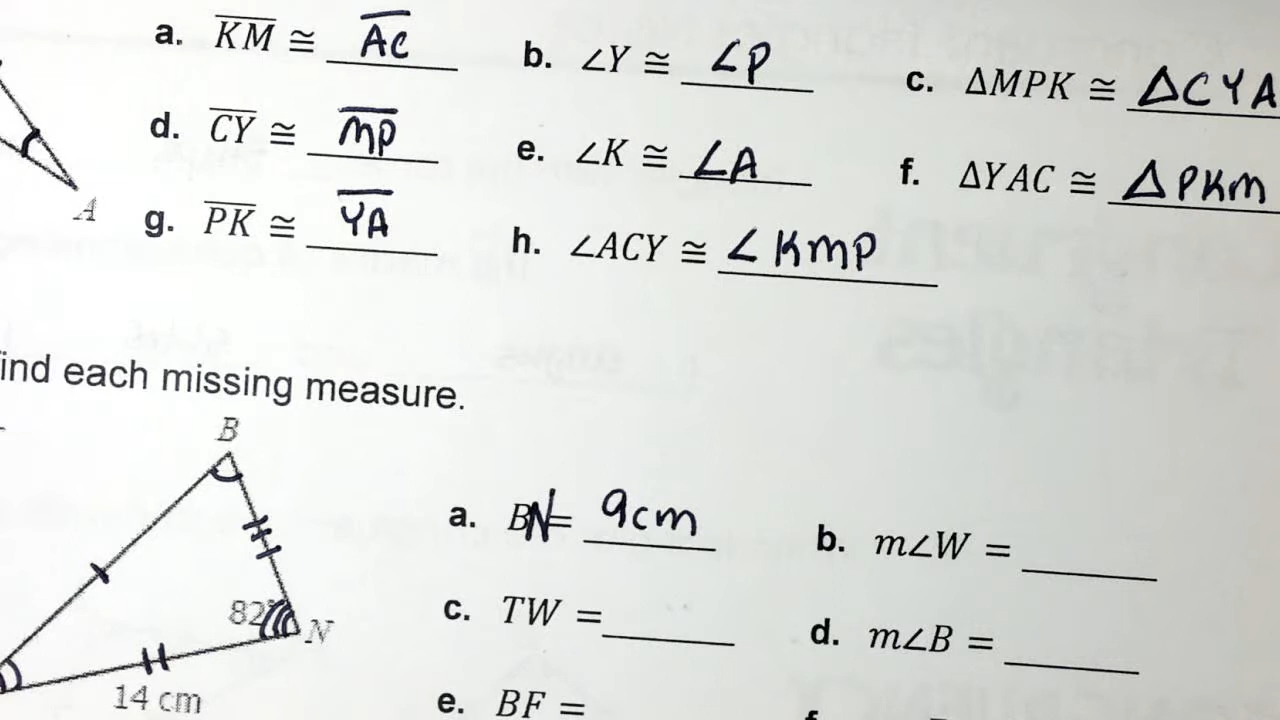 a. KM ≅ AC b. ∠Y ≅ ∠P c. ΔMPK ≅ ΔCYA
d. CY ≅ MP e. ∠K ≅ ∠A f. ΔYAC ≅ ΔPKM
A g. PK ≅ YA h. ∠ACY ≅ ∠KMP
ind each missing measure.
B
a. BN = 9cm b. m∠W =
82° N c. TW = d. m∠B =
14 cm e. BF =